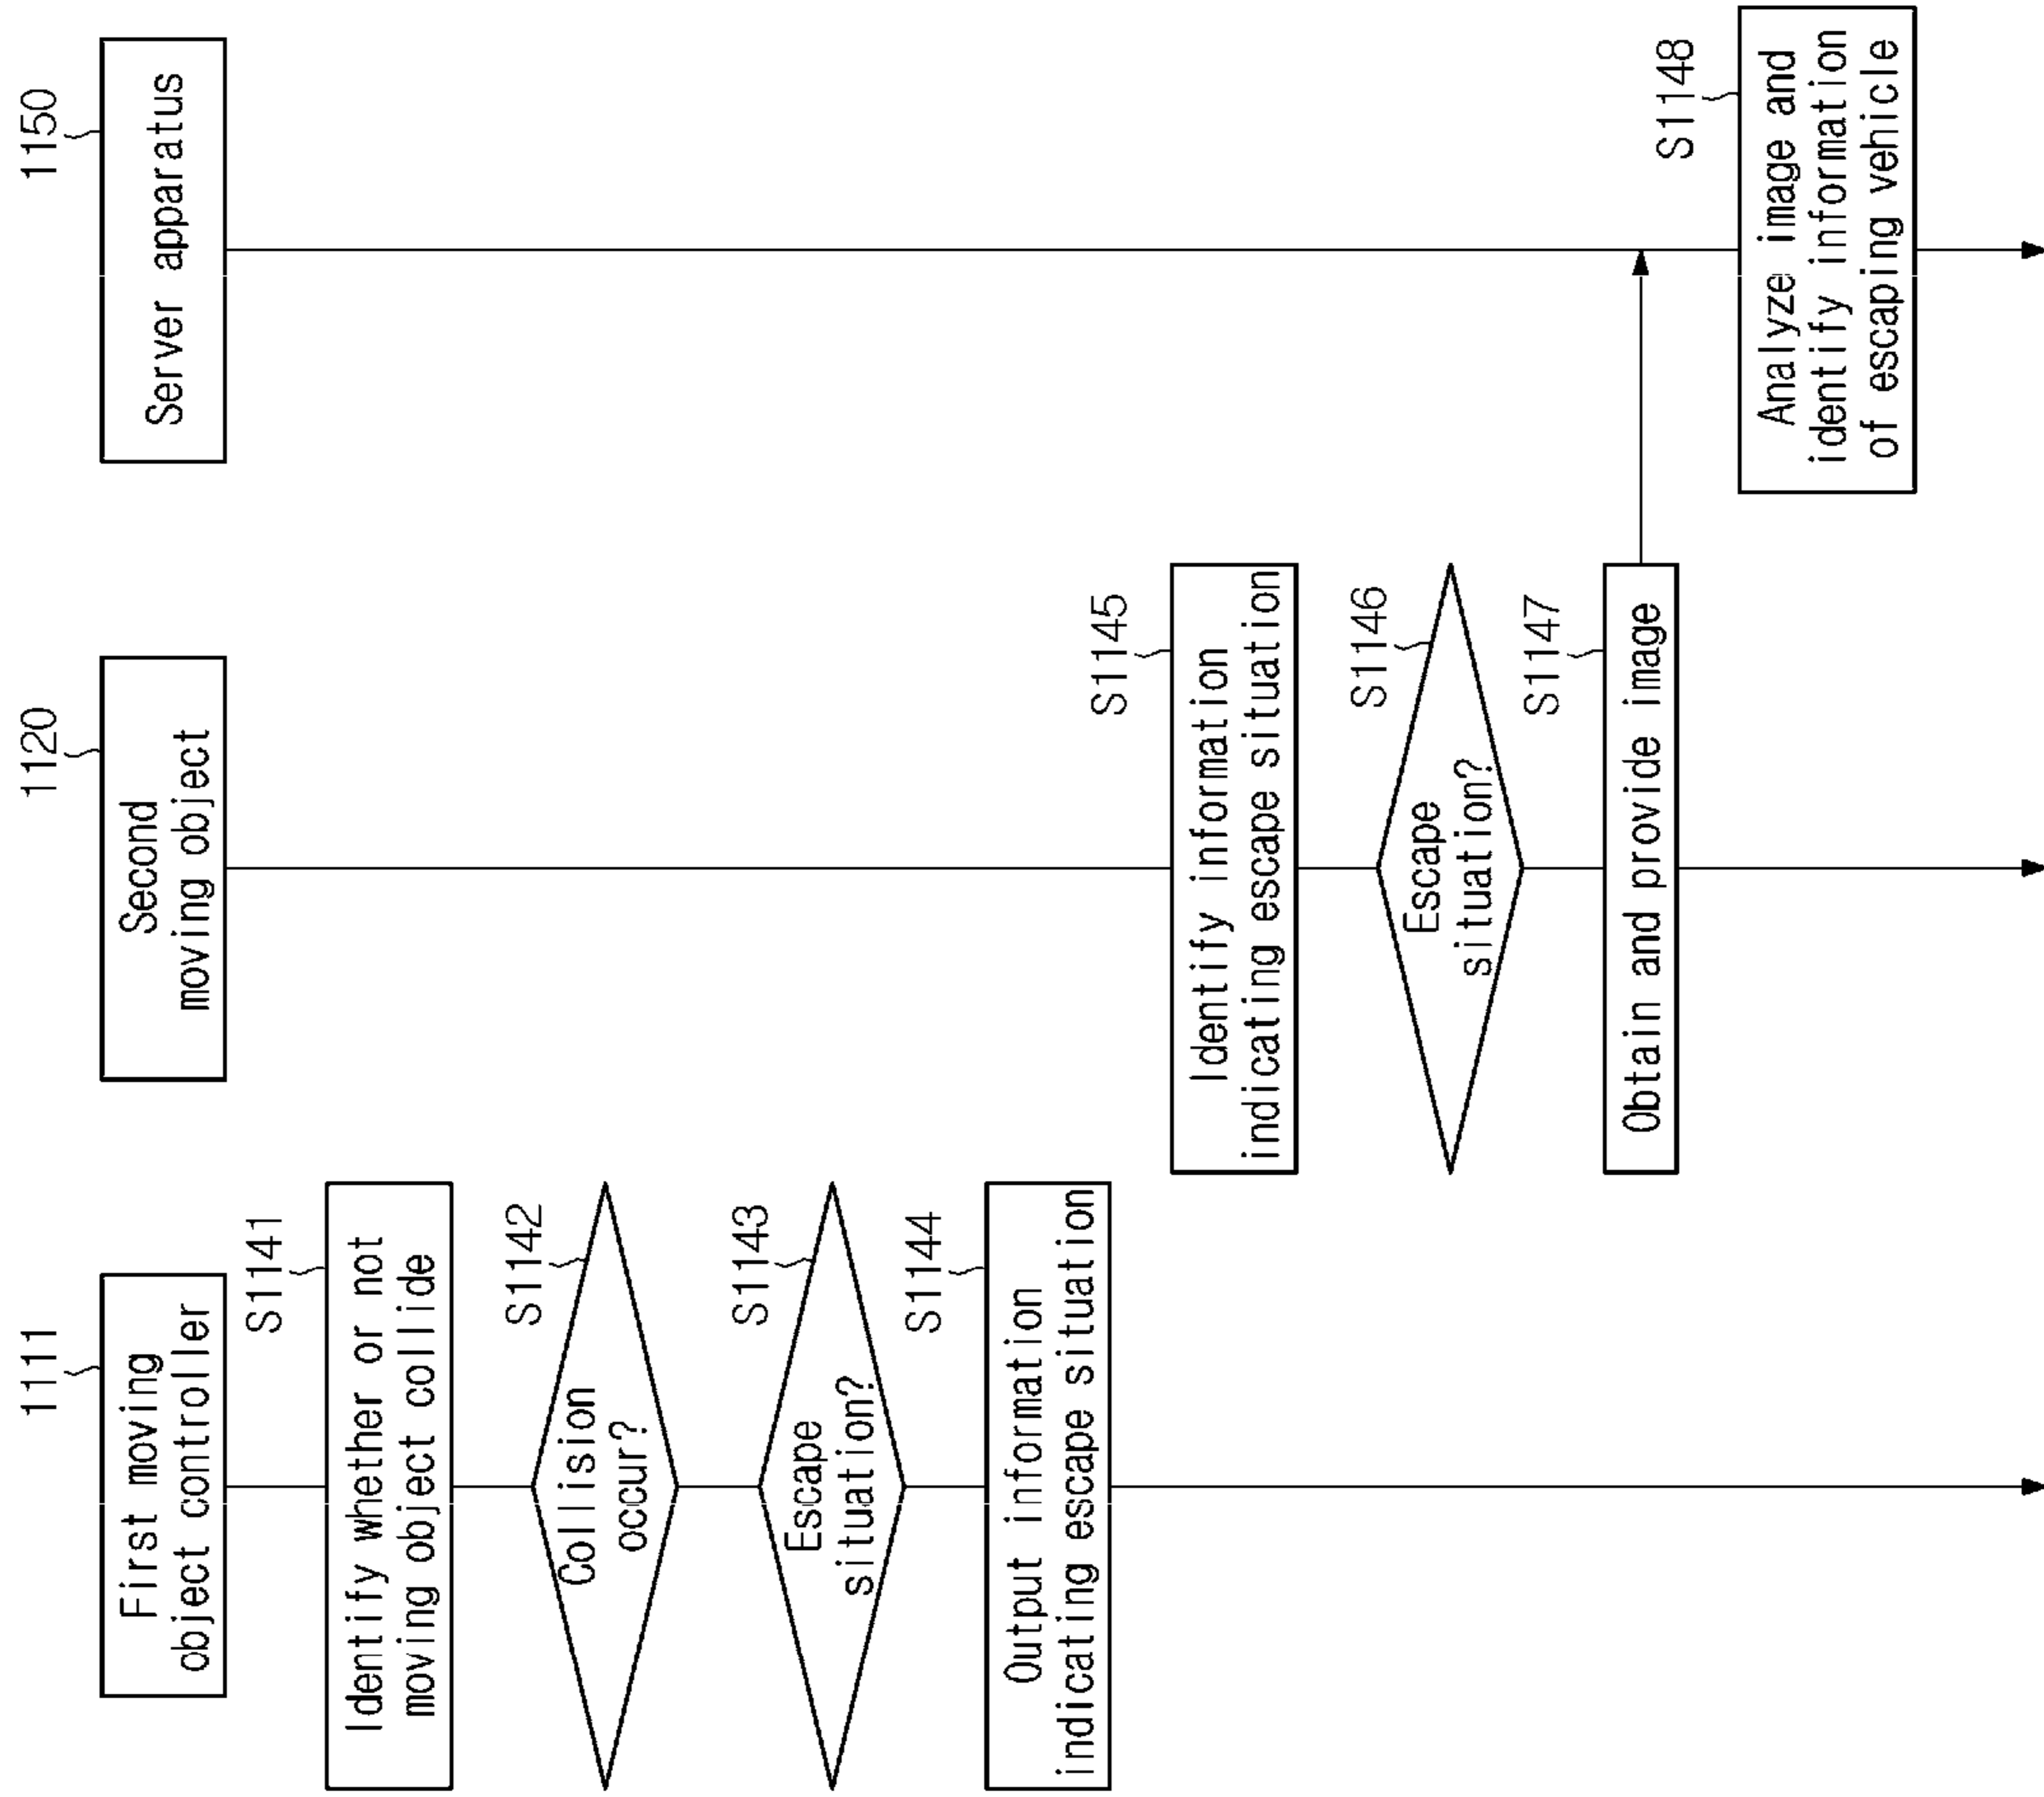 1111
First moving
object controller
1120
Second
moving object
1150
Server apparatus
S1141
Identify whether or not
moving object collide
S1142
Collision
occur?
S1143
Escape
situation?
S1144
Output information
indicating escape situation
S1145
Identify information
indicating escape situation
S1146
Escape
situation?
S1147
Obtain and provide image
S1148
Analyze image and
identify information
of escaping vehicle